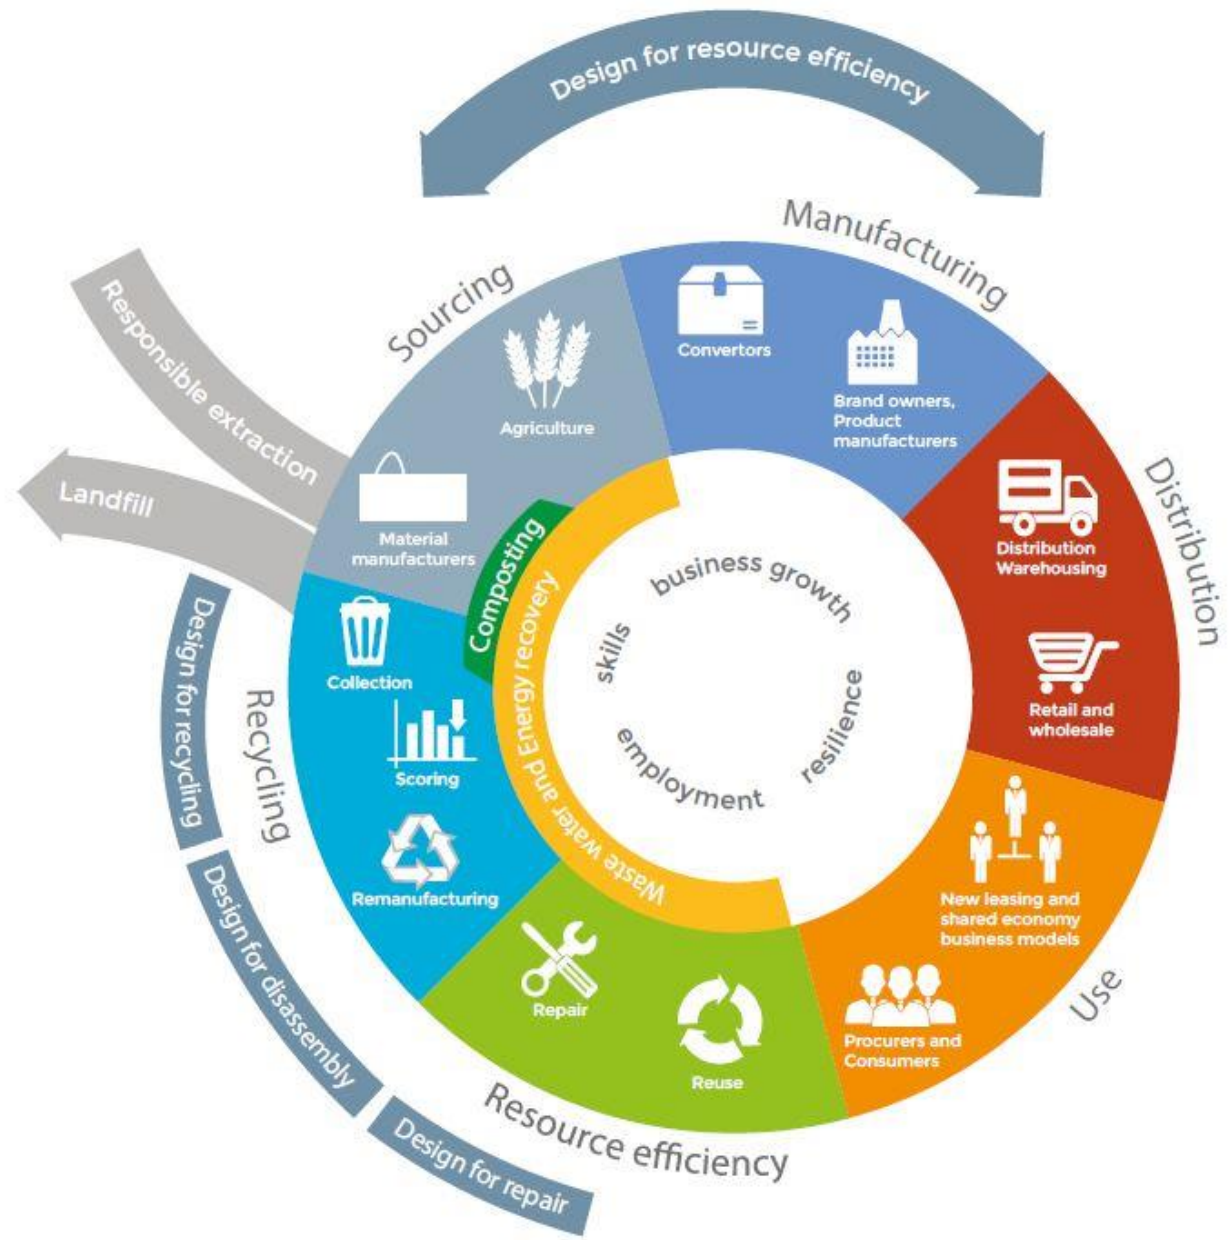 Design for resource efficiency
Manufacturing
Convertors
Brand owners,
Product
manufacturers
Distribution
Distribution
Warehousing
Retail and
wholesale
Use
New leasing and
shared economy
business models
Procurers and
Consumers
Resource efficiency
Reuse
Repair
Recycling
Remanufacturing
Scoring
Collection
Sourcing
Material
manufacturers
Agriculture
Responsible extraction
Landfill
Design for recycling
Design for disassembly
Design for repair
Composting
Waste water and Energy recovery
business growth
resilience
employment
skills